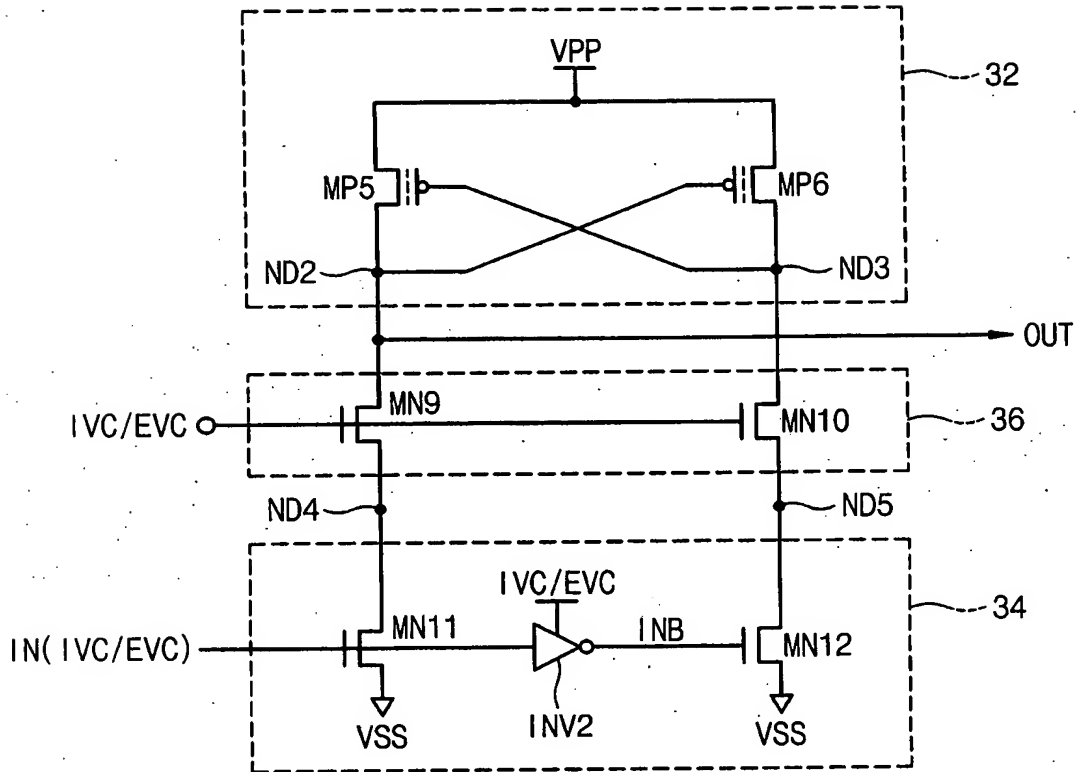 VPP
32
MP5
MP6
ND2
ND3
OUT
MN9
IVC/EVC
MN10
36
ND4
ND5
IVC/EVC
34
IN(IVC/EVC)
MN11
INB
MN12
VSS
INV2
VSS